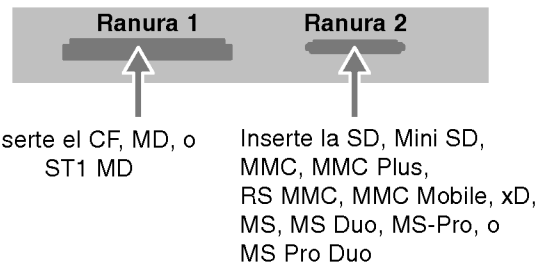 Ranura 1
Ranura 2
serte el CF, MD, o
ST1 MD
Inserte la SD, Mini SD,
MMC, MMC Plus,
RS MMC, MMC Mobile, xD,
MS, MS Duo, MS-Pro, o
MS Pro Duo